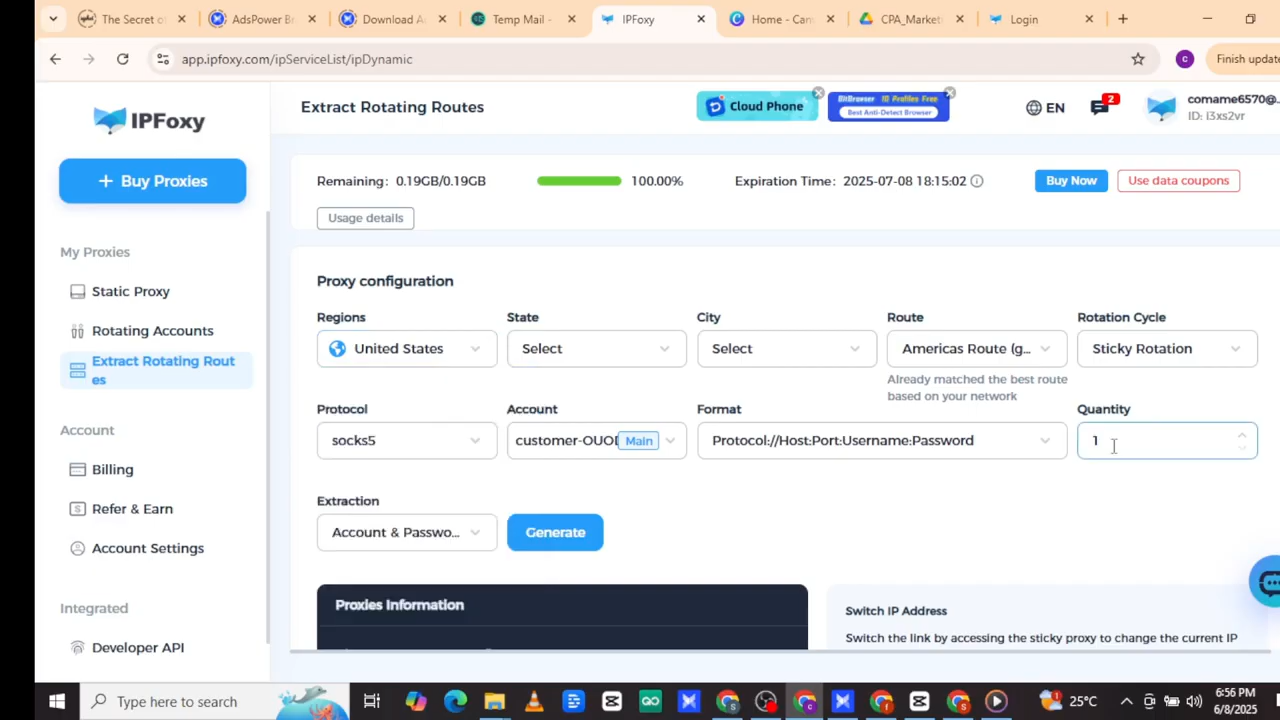 The Secret o
AdsPower B
Download A
Temp Mail -
IPFoxy
Home - Can
CPA_Market
Login
app.ipfoxy.com/ipServiceList/ipDynamic
c
Finish update
IPFoxy
Extract Rotating Routes
Cloud Phone
BitBrowser 10 Profiles Free
Best Anti-Detect Browser
EN
2
comame6570@..
ID: i3xs2vr
+ Buy Proxies
Remaining: 0.19GB/0.19GB
100.00%
Expiration Time: 2025-07-08 18:15:02
Buy Now
Use data coupons
Usage details
My Proxies
Static Proxy
Rotating Accounts
Extract Rotating Rout
es
Account
Billing
Refer & Earn
Account Settings
Integrated
Developer API
Proxy configuration
Regions
State
City
Route
Rotation Cycle
United States
Select
Select
Americas Route (g...
Sticky Rotation
Already matched the best route
based on your network
Protocol
Account
Format
Quantity
socks5
customer-OUO
Main
Protocol://Host:Port:Username:Password
1
Extraction
Account & Passwo...
Generate
Proxies Information
Switch IP Address
Switch the link by accessing the sticky proxy to change the current IP
Type here to search
25°C
6:56 PM
6/8/2025